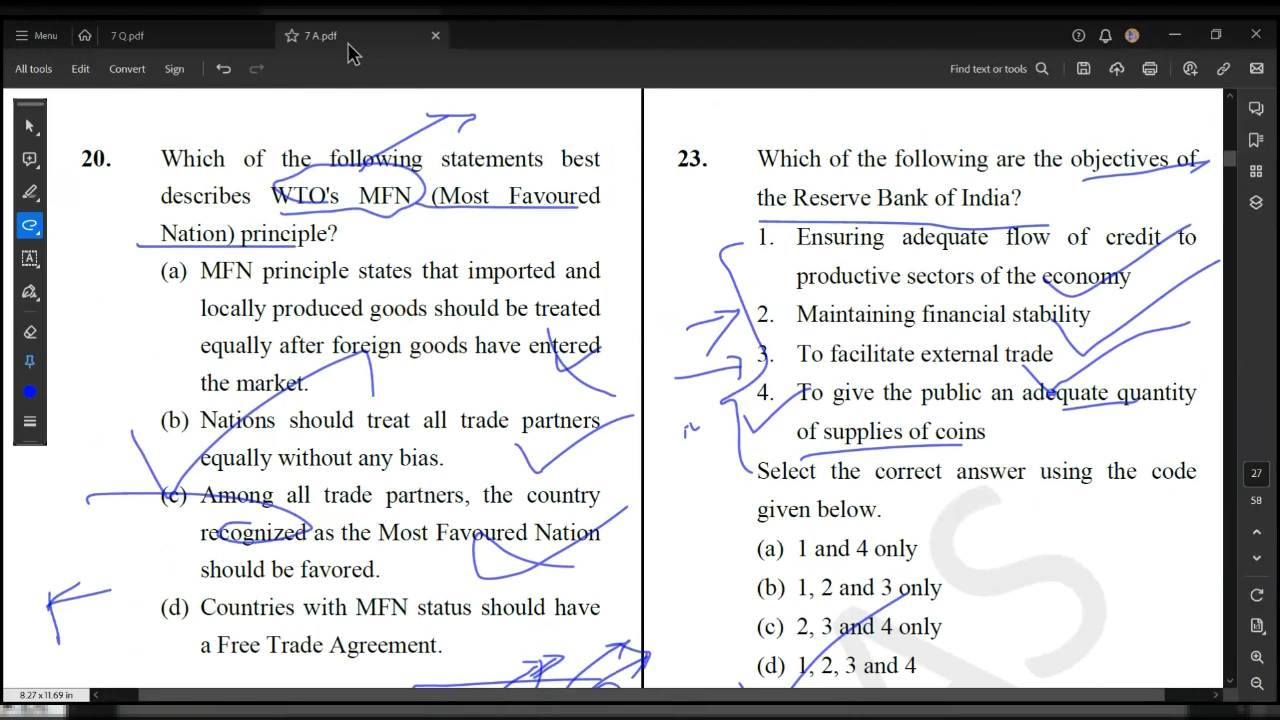 Menu
7 Q.pdf
7 A.pdf
All tools
Edit
Convert
Sign
Find text or tools
20.
Which of the following statements best
describes WTO's MFN (Most Favoured
Nation) principle?
(a) MFN principle states that imported and
locally produced goods should be treated
equally after foreign goods have entered
the market.
(b) Nations should treat all trade partners
equally without any bias.
(c) Among all trade partners, the country
recognized as the Most Favoured Nation
should be favored.
(d) Countries with MFN status should have
a Free Trade Agreement.
23.
Which of the following are the objectives of
the Reserve Bank of India?
1. Ensuring adequate flow of credit to
productive sectors of the economy
2. Maintaining financial stability
3. To facilitate external trade
4. To give the public an adequate quantity
of supplies of coins
Select the correct answer using the code
given below.
(a) 1 and 4 only
(b) 1, 2 and 3 only
(c) 2, 3 and 4 only
(d) 1, 2, 3 and 4
27
58
8.27 x 11.69 in